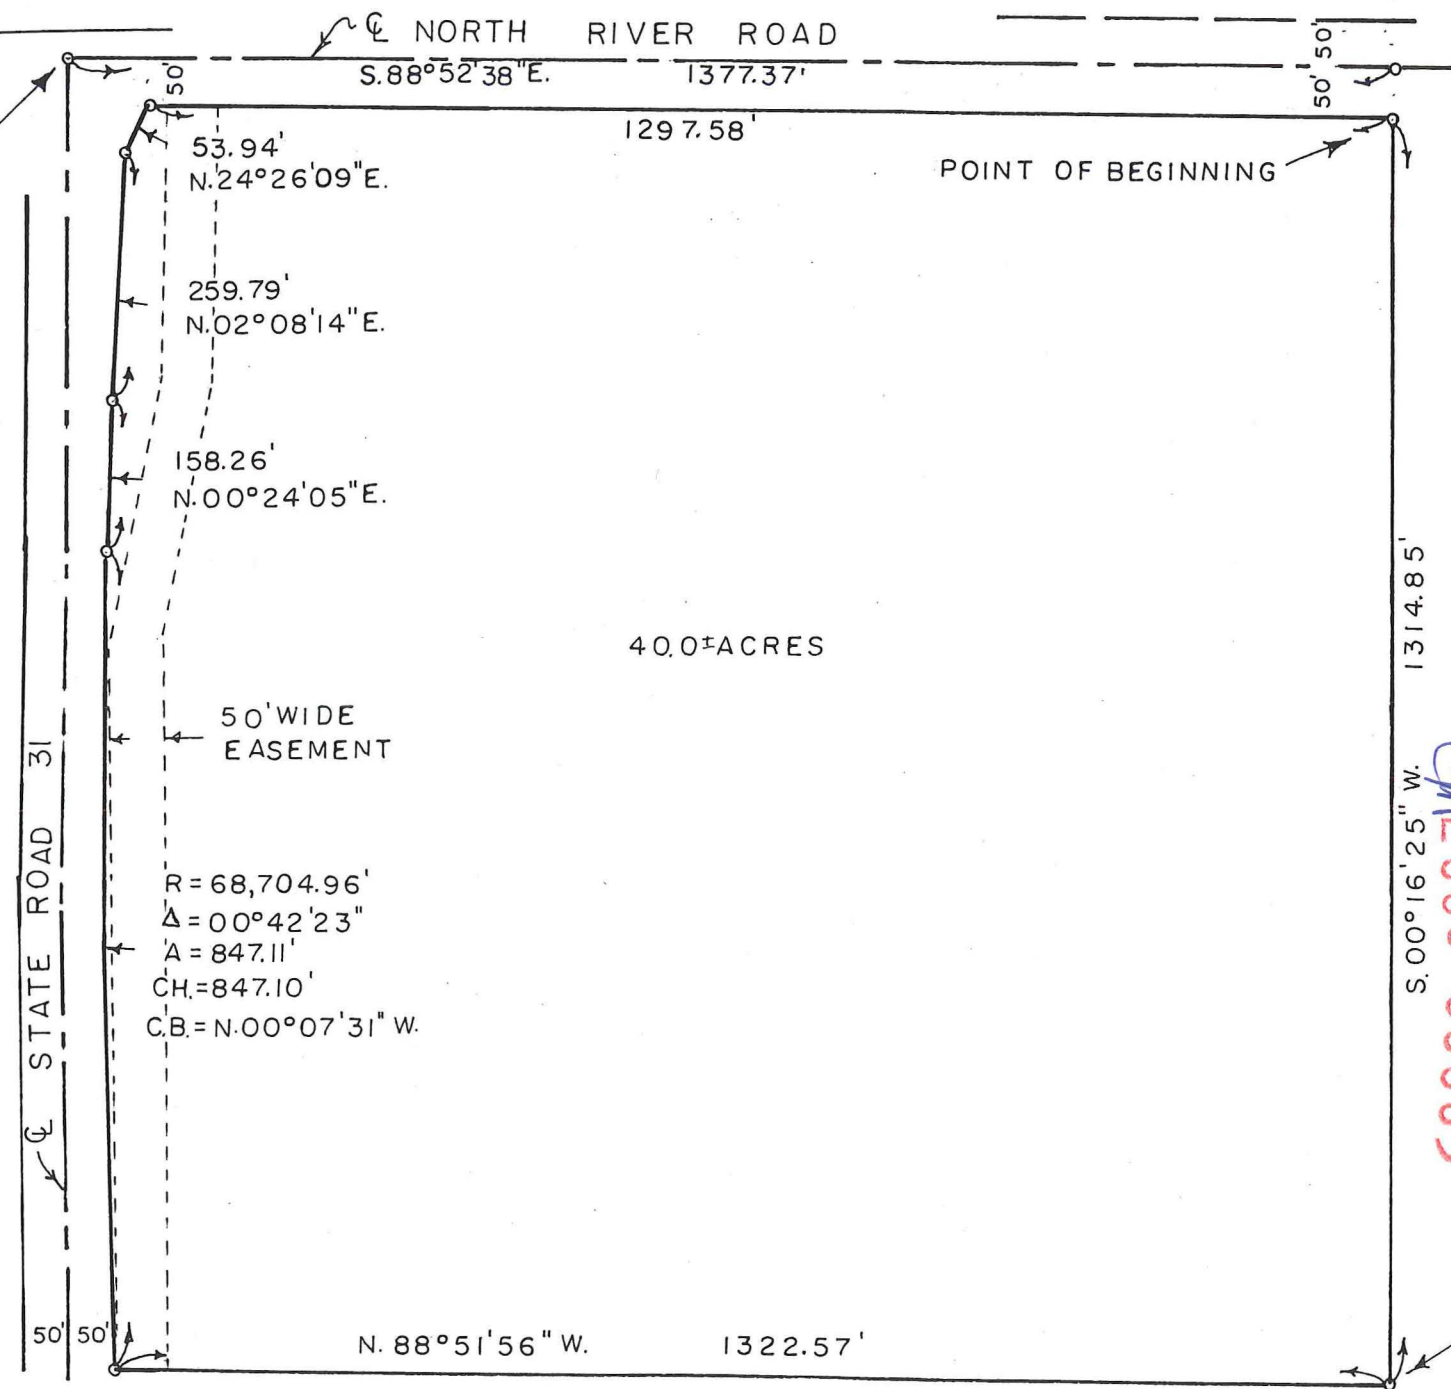 ℄ NORTH RIVER ROAD
S.88°52'38"E. 1377.37'
50'
50' 50'
1297.58'
53.94'
N.24°26'09"E.
POINT OF BEGINNING
259.79'
N.02°08'14"E.
158.26'
N.00°24'05"E.
40.0±ACRES
1314.85'
S.00°16'25"W.
50'WIDE
EASEMENT
℄ STATE ROAD 31
R=68,704.96'
Δ=00°42'23"
A=847.11'
CH.=847.10'
C.B.=N.00°07'31"W.
50' 50'
N.88°51'56"W. 1322.57'